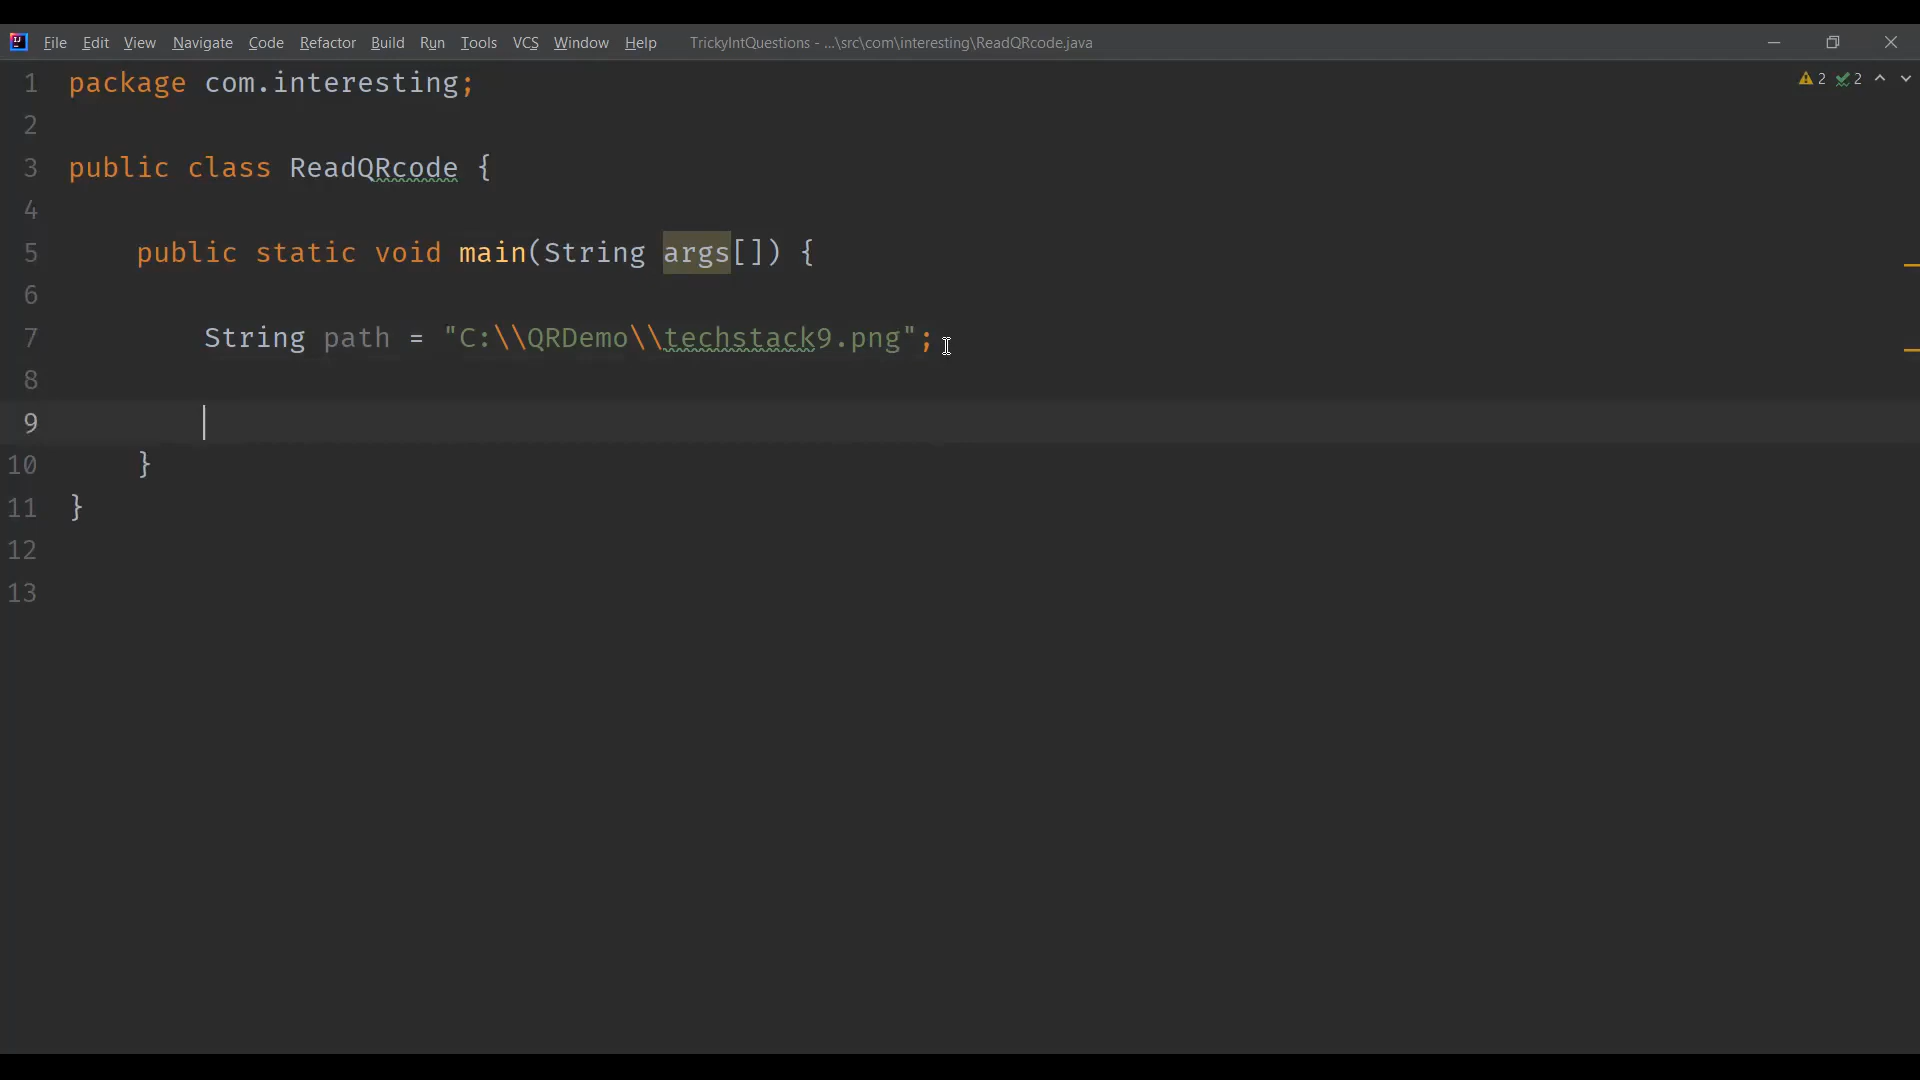 File Edit View Navigate Code Refactor Build Run Tools VCS Window Help TrickyIntQuestions - ...\src\com\interesting\ReadQRcode.java
1 package com.interesting; 2 2
2
3 public class ReadQRcode {
4
5 public static void main(String args[]) {
6
7 String path = "C:\\QRDemo\\techstack9.png";
8
9
10 }
11 }
12
13